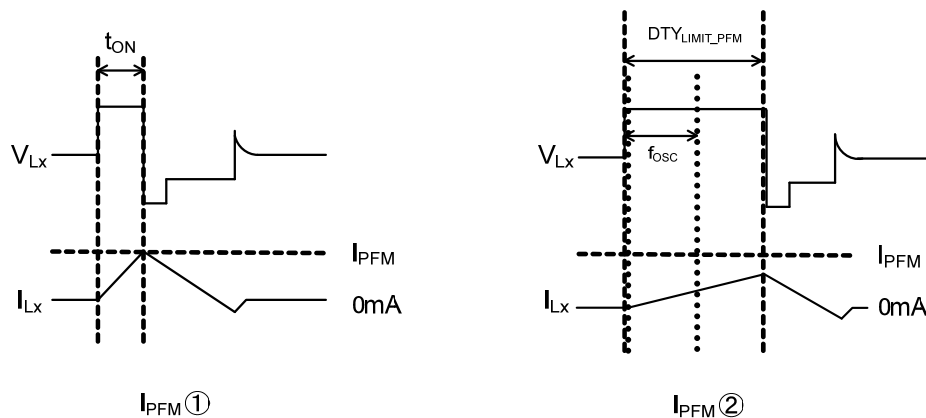 tON
VLx
IPFM
ILx
0mA
IPFM①
DTYLIMIT_PFM
VLx
fOSC
IPFM
ILx
0mA
IPFM②